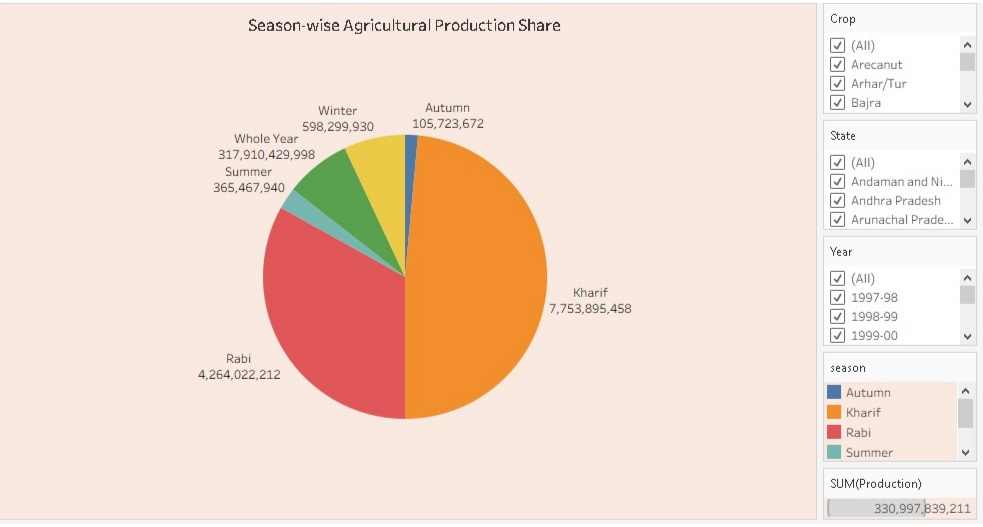 Season-wise Agricultural Production Share
Autumn
105,723,672
Winter
598,299,930
Whole Year
317,910,429,998
Summer
365,467,940
Kharif
7,753,895,458
Rabi
4,264,022,212
Crop
(All)
Arecanut
Arhar/Tur
Bajra
State
(All)
Andaman and Ni...
Andhra Pradesh
Arunachal Prade...
Year
(All)
1997-98
1998-99
1999-00
season
Autumn
Kharif
Rabi
Summer
SUM(Production)
330,997,839,211